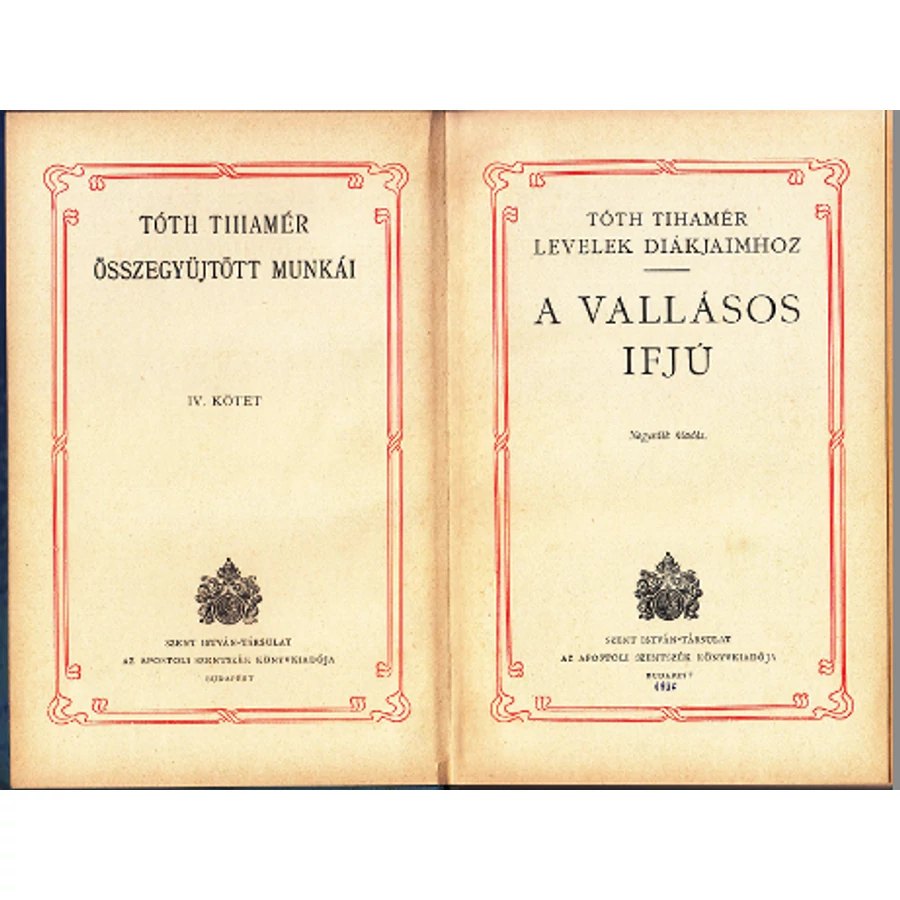 TÓTH TIHAMÉR
ÖSSZEGYÜJTÖTT MUNKÁI
IV. KÖTET
SZENT ISTVÁN-TÁRSULAT
AZ APOSTOLI SZENTSZÉK KÖNYVKIADÓJA
BUDAPEST
TÓTH TIHAMÉR
LEVELEK DIÁKJAIMHOZ
A VALLÁSOS
IFJÚ
Negyedik kiadás.
SZENT ISTVÁN-TÁRSULAT
AZ APOSTOLI SZENTSZÉK KÖNYVKIADÓJA
BUDAPEST